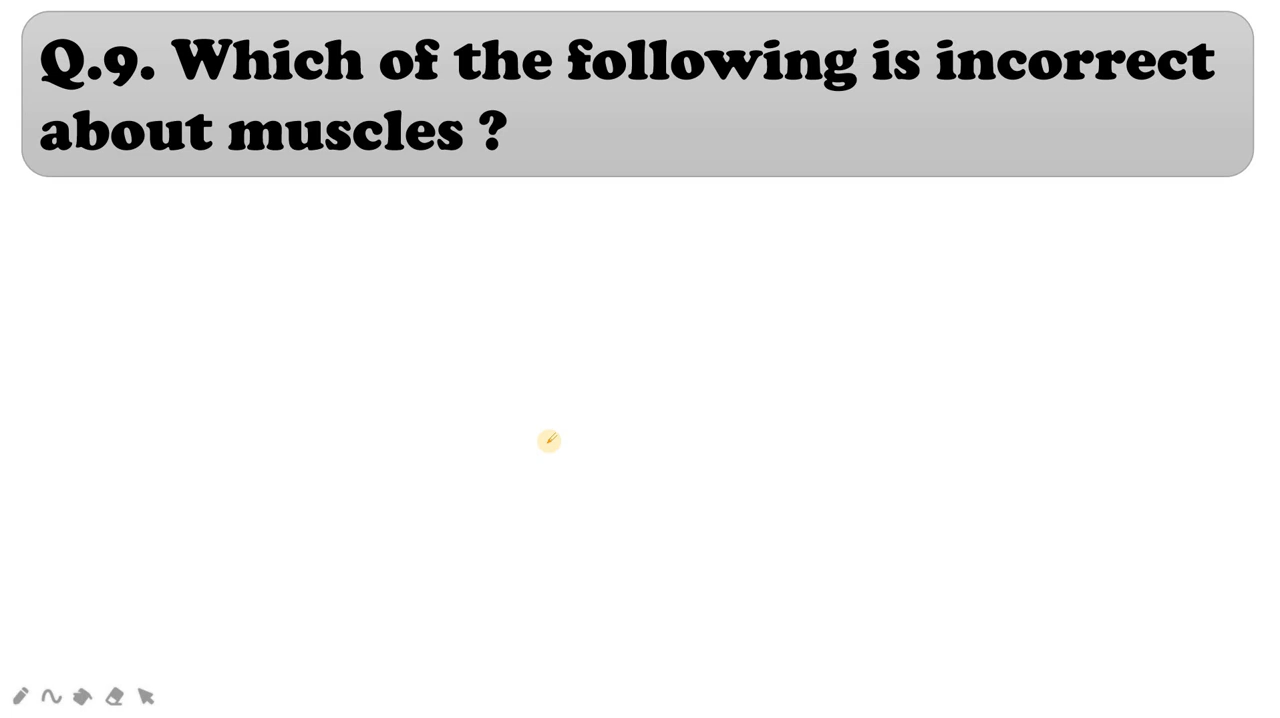 Q.9. Which of the following is incorrect
about muscles ?